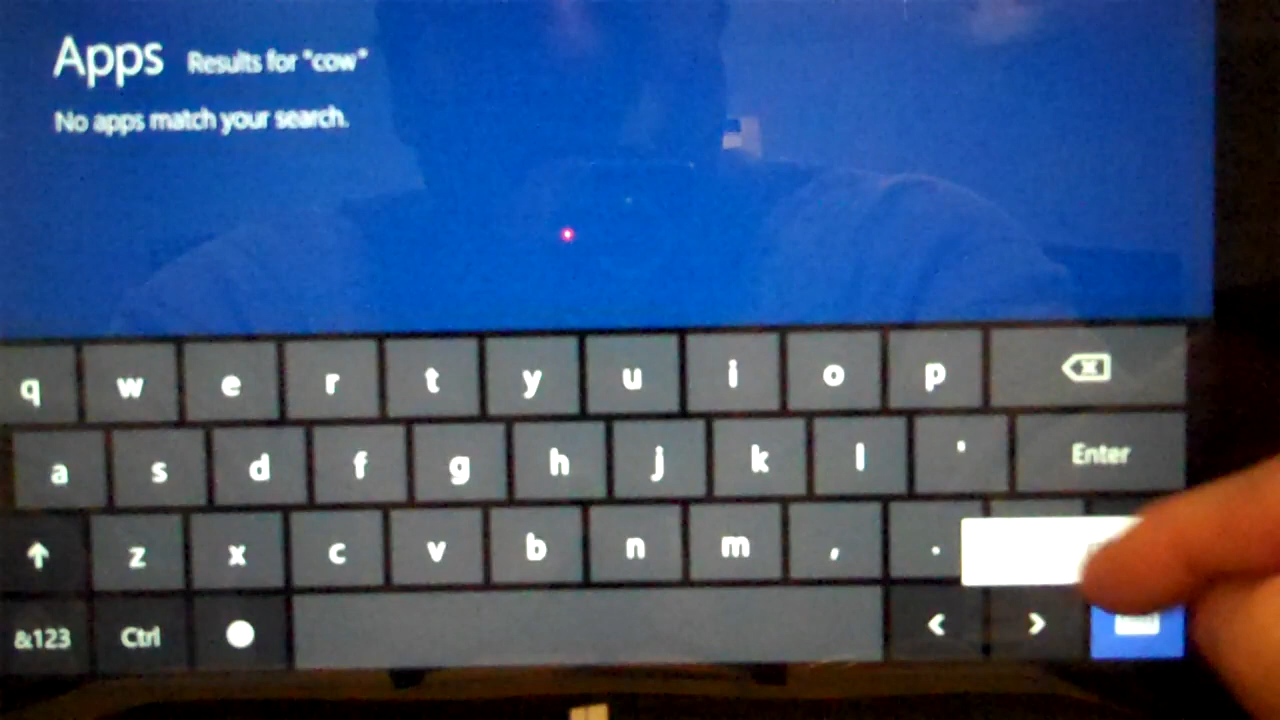 Apps Results for "cow"
No apps match your search.
q w e r t y u i o p
a s d f g h j k l ' Enter
z x c v b n m , .
&123 Ctrl < >